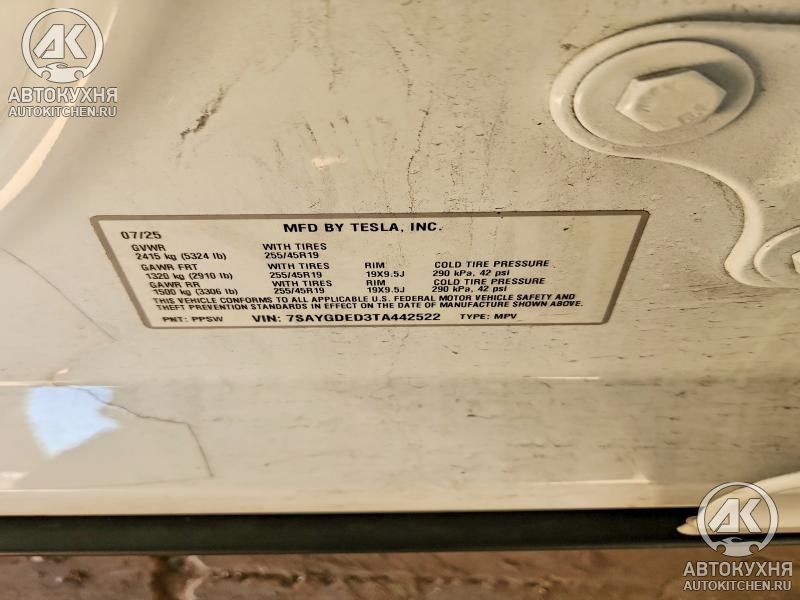 AK
АВТОКУХНЯ
AUTOKITCHEN.RU
07/25 MFD BY TESLA, INC.
GVWR WITH TIRES
2415 kg (5324 lb) 255/45R19
GAWR FRT WITH TIRES RIM COLD TIRE PRESSURE
1320 kg (2910 lb) 255/45R19 19X9.5J 290 kPa, 42 psi
GAWR RR WITH TIRES RIM COLD TIRE PRESSURE
1500 kg (3306 lb) 255/45R19 19X9.5J 290 kPa, 42 psi
THIS VEHICLE CONFORMS TO ALL APPLICABLE U.S. FEDERAL MOTOR VEHICLE SAFETY AND
THEFT PREVENTION STANDARDS IN EFFECT ON THE DATE OF MANUFACTURE SHOWN ABOVE.
PNT: PPSW VIN: 7SAYGDED3TA442522 TYPE: MPV
AK
АВТОКУХНЯ
AUTOKITCHEN.RU